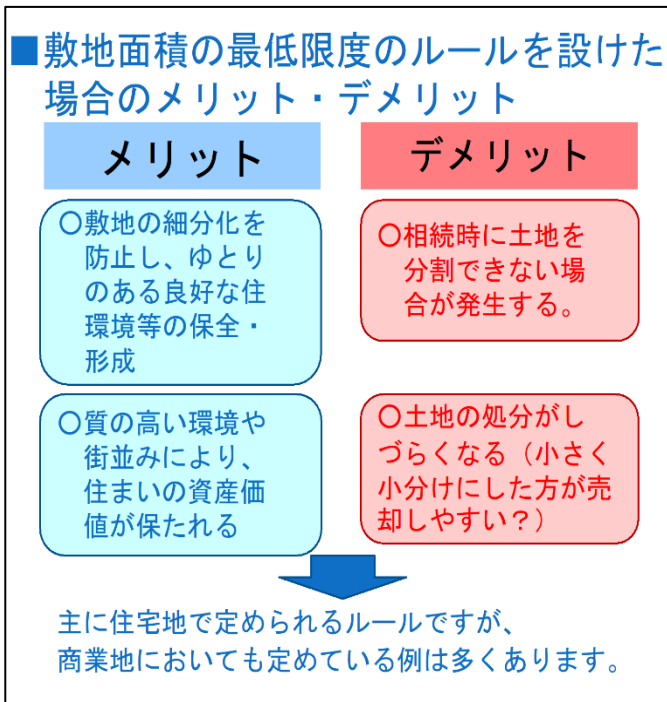 ■敷地面積の最低限度のルールを設けた
場合のメリット・デメリット
メリット
○敷地の細分化を
防止し、ゆとり
のある良好な住
環境等の保全・
形成
○質の高い環境や
街並みにより、
住まいの資産価
値が保たれる
デメリット
○相続時に土地を
分割できない場
合が発生する。
○土地の処分がし
づらくなる（小さく
小分けにした方が売
却しやすい？）
主に住宅地で定められるルールですが、
商業地においても定めている例は多くあります。